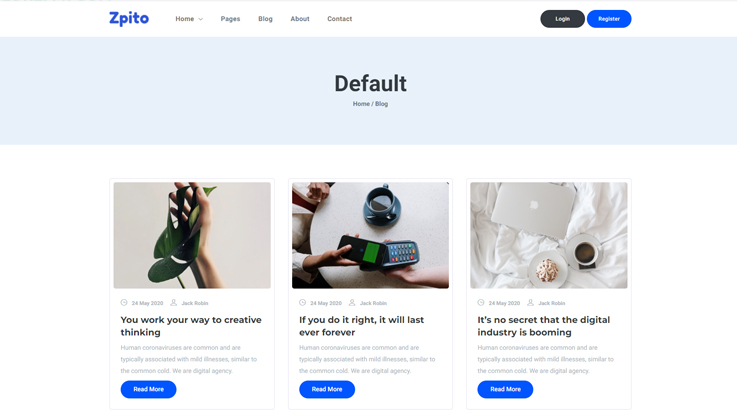 Zpito
Home Pages Blog About Contact
Login Register
Default
Home / Blog
24 May 2020 Jack Robin
You work your way to creative
thinking
Human coronaviruses are common and are
typically associated with mild illnesses, similar to
the common cold. We are digital agency.
Read More
24 May 2020 Jack Robin
If you do it right, it will last
ever forever
Human coronaviruses are common and are
typically associated with mild illnesses, similar to
the common cold. We are digital agency.
Read More
24 May 2020 Jack Robin
It's no secret that the digital
industry is booming
Human coronaviruses are common and are
typically associated with mild illnesses, similar to
the common cold. We are digital agency.
Read More